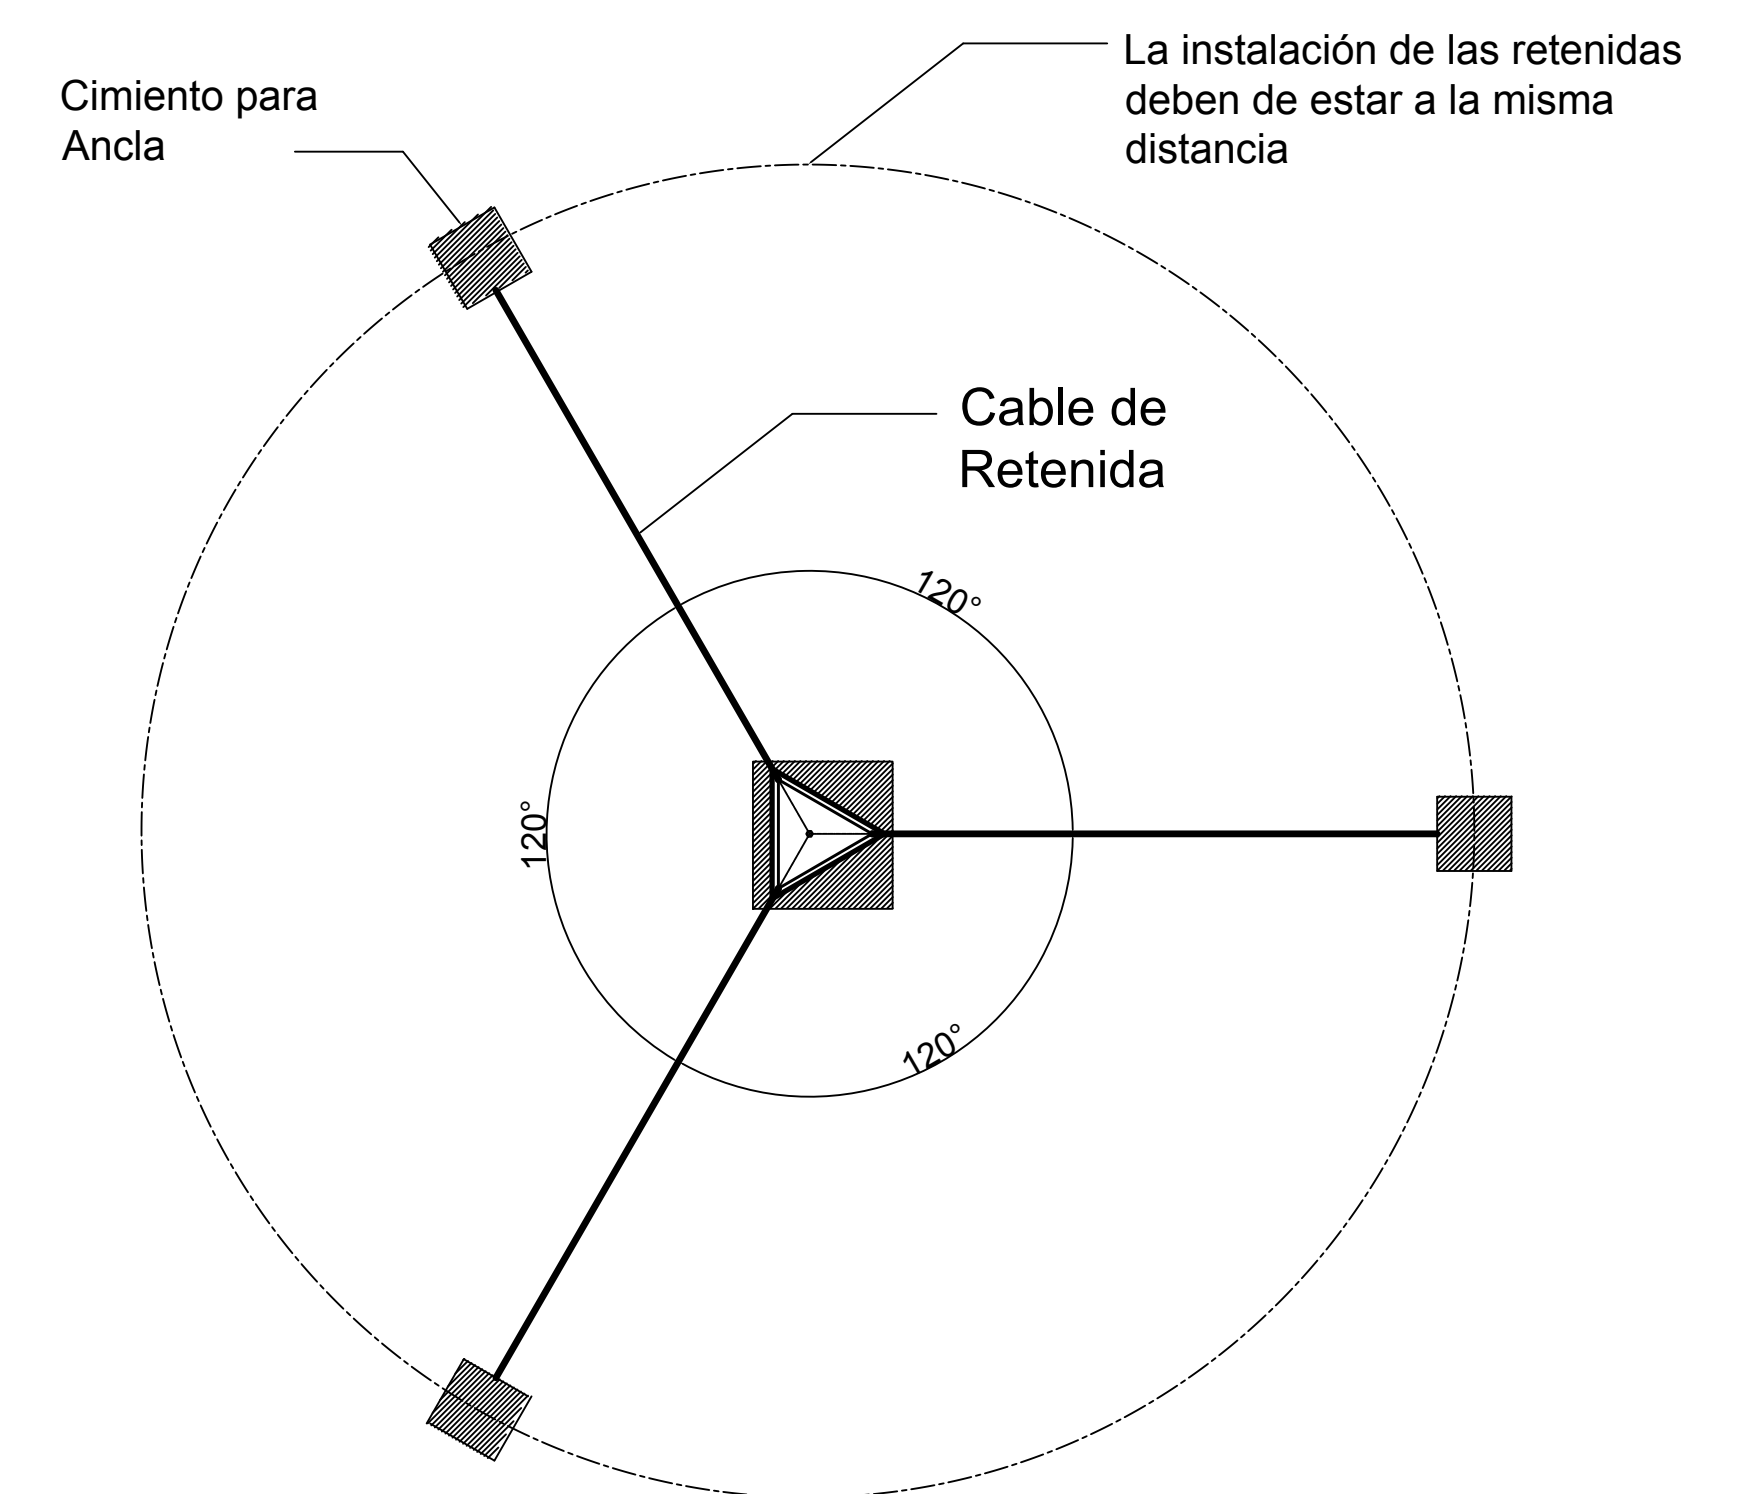 La instalación de las retenidas
deben de estar a la misma
distancia
Cimiento para
Ancla
Cable de
Retenida
120°
120°
120°